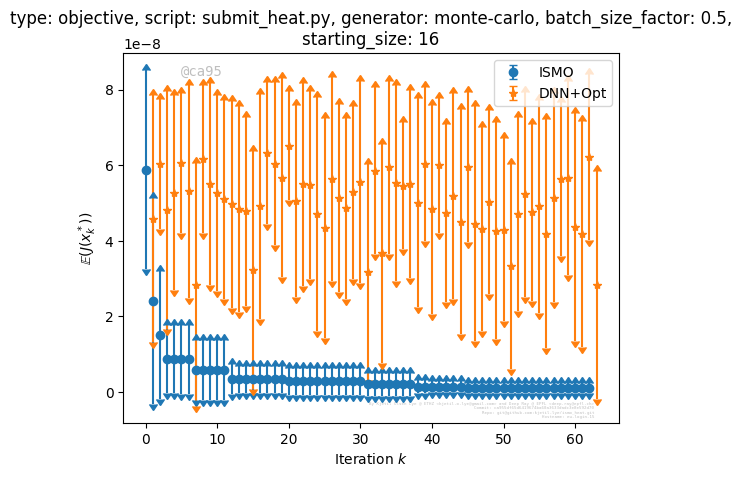 type: objective, script: submit_heat.py, generator: monte-carlo, batch_size_factor: 0.5,
starting_size: 16
1e−8
@ca95
ISMO
DNN+Opt
8
6
4
2
0
𝔼(J(x*_k))
0 10 20 30 40 50 60
Iteration k